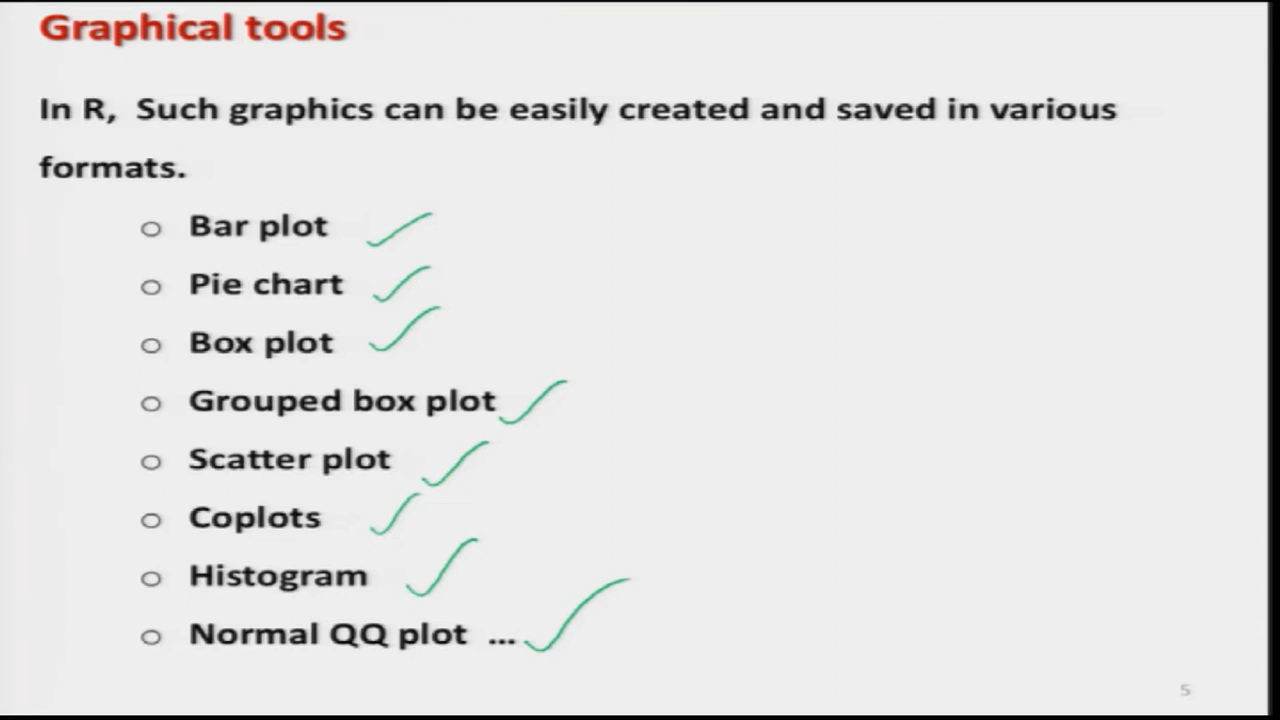 Graphical tools
In R, Such graphics can be easily created and saved in various
formats.
Bar plot
Pie chart
Box plot
Grouped box plot
Scatter plot
Coplots
Histogram
Normal QQ plot ...
5